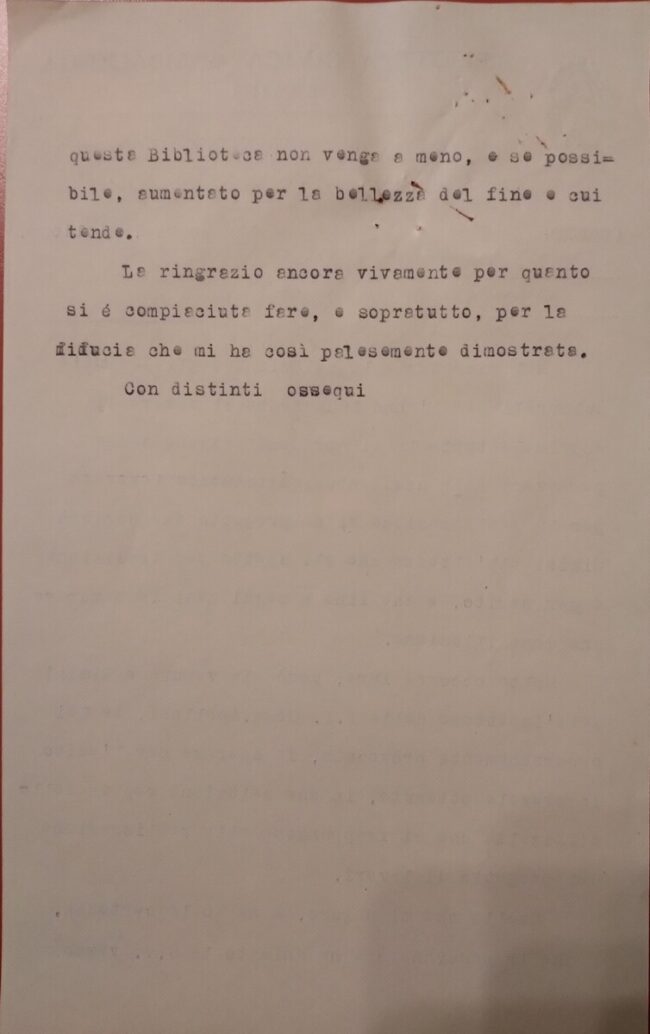 questa Biblioteca non venga a meno, e se possi=
bile, aumentato per la bellezza del fine e cui
tende.
La ringrazio ancora vivamente per quanto
si é compiaciuta fare, e sopratutto, per la
fiducia che mi ha così palesemente dimostrata.
Con distinti ossequi